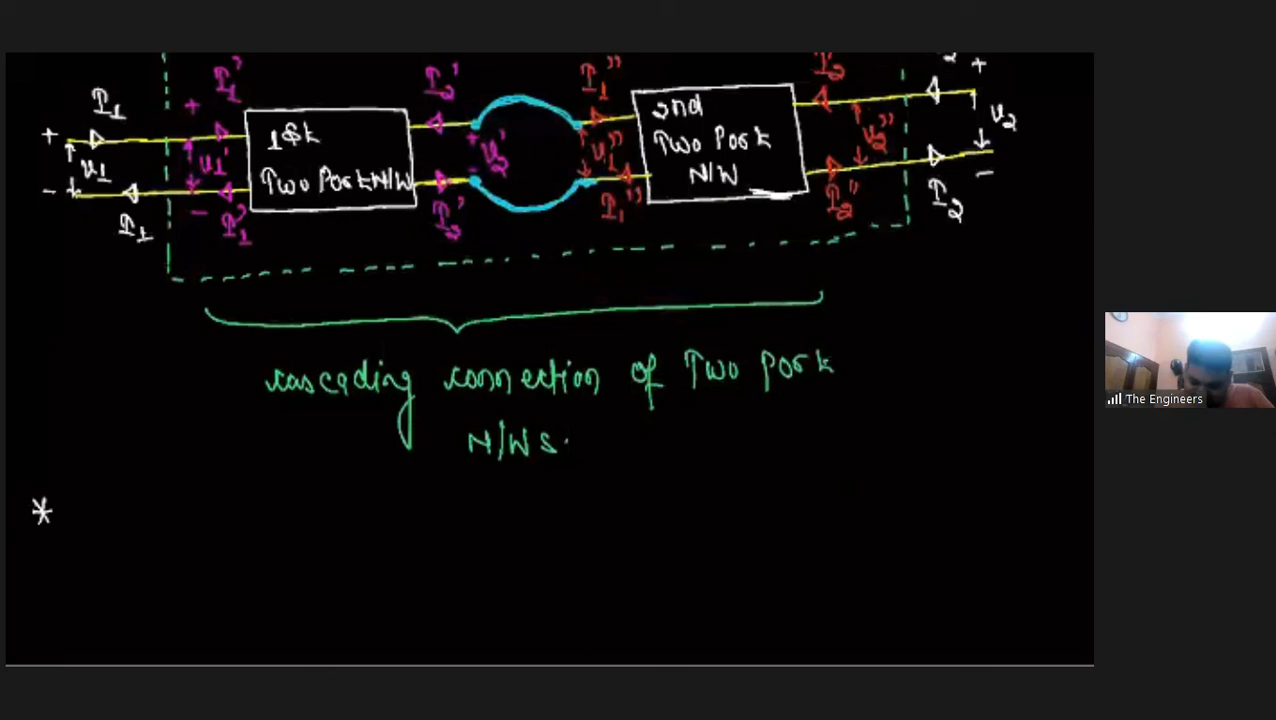 I₂'' V₂ +
I₁' I₂' I₁''
I₁ + 2nd
+ + 1st + V₂'' V₂
V₁ V₁' V₂' V₁'' Two Port
- Two Port N/W - N/W -
I₁ - I₁' I₂' I₁'' I₂'' I₂
cascading connection of Two Port
N/WS.
*
The Engineers